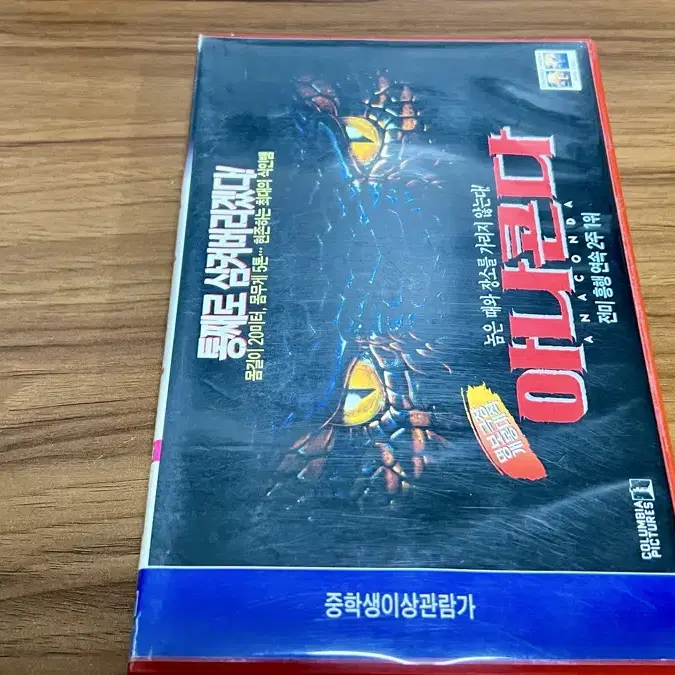 통째로 삼켜버리겠다!
몸길이 20미터, 몸무게 5톤... 현존하는 최대의 식인뱀
놈은 때와 장소를 가리지 않는다!
아나콘다
ANACONDA
전미 흥행 연속 2주 1위
COLUMBIA
PICTURES
중학생이상관람가